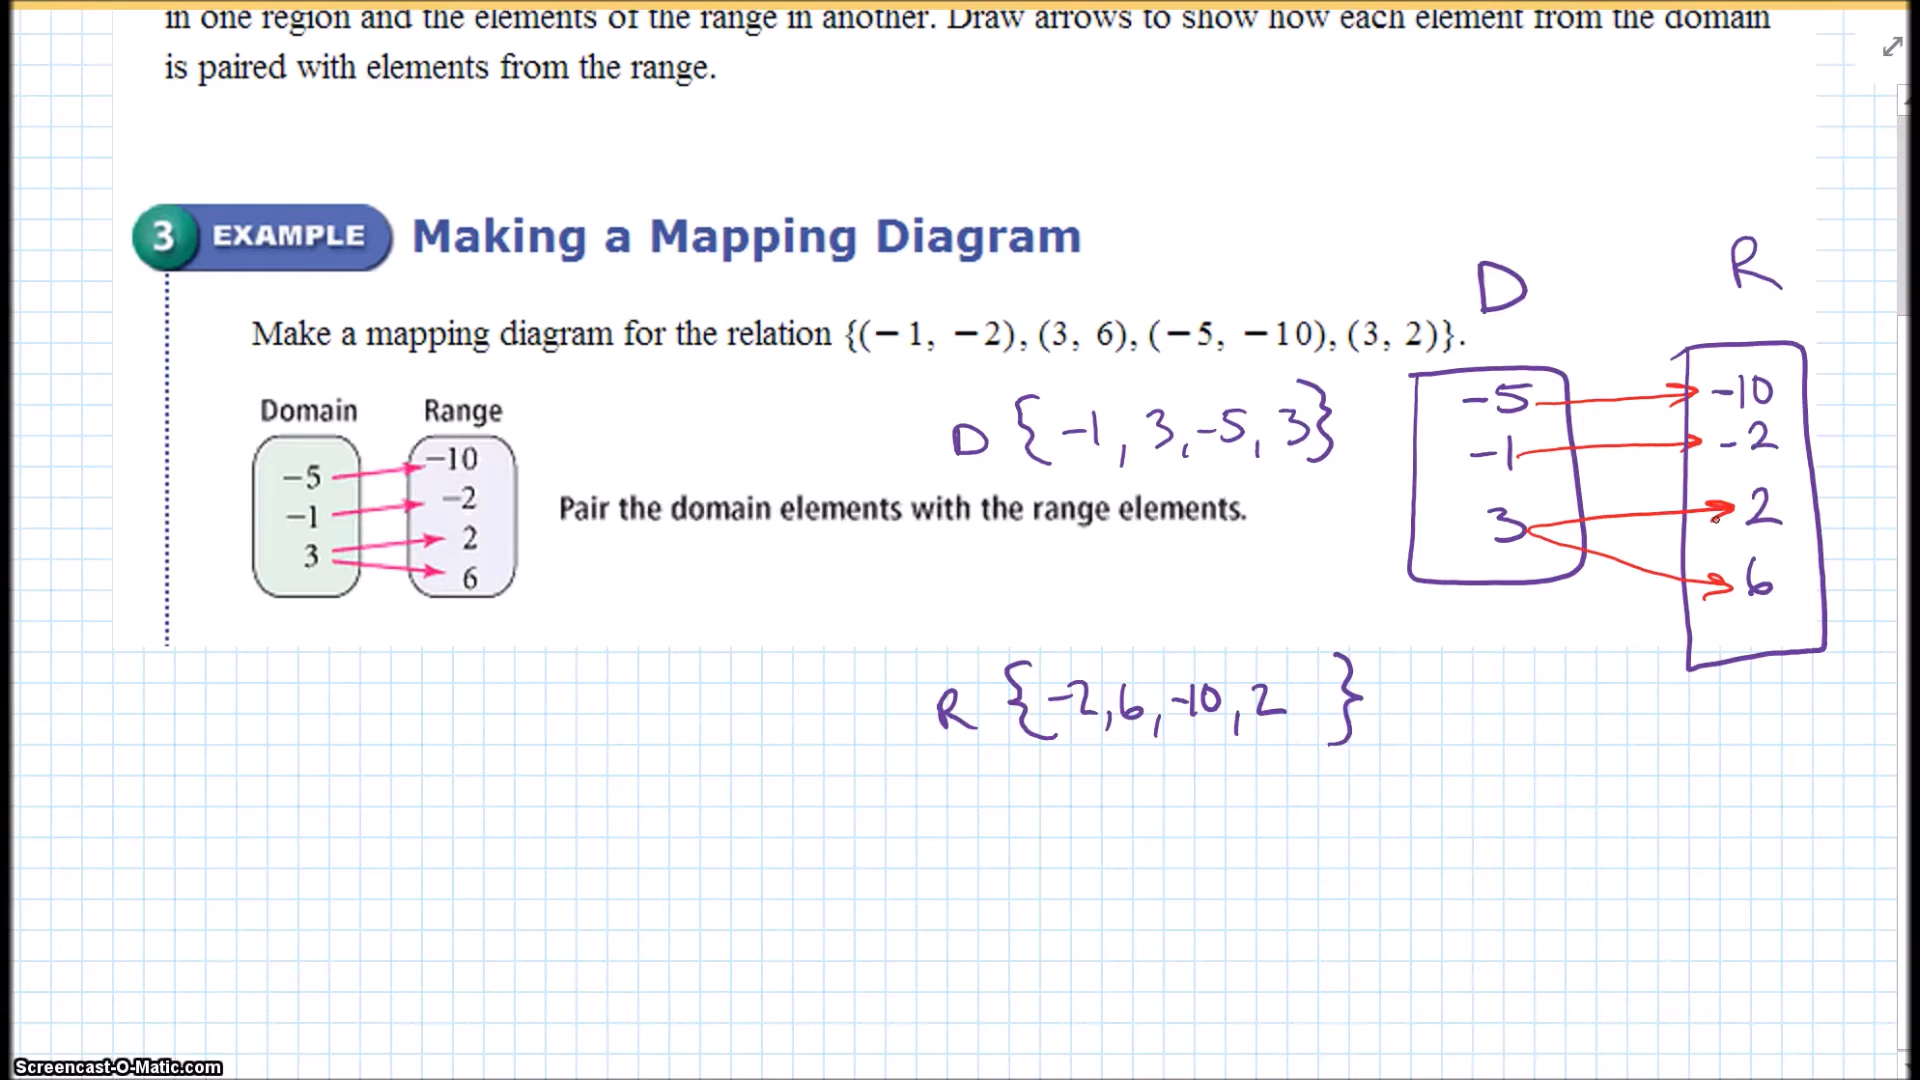 in one region and the elements of the range in another. Draw arrows to show how each element from the domain
is paired with elements from the range.
3 EXAMPLE Making a Mapping Diagram
D R
Make a mapping diagram for the relation {(−1, −2), (3, 6), (−5, −10), (3, 2)}.
Domain Range
−5 −10
−1 −2
3 2
6
D {-1, 3, -5, 3}
Pair the domain elements with the range elements.
-5 -10
-1 -2
3 2
6
R {-2, 6, -10, 2 }
Screencast-O-Matic.com